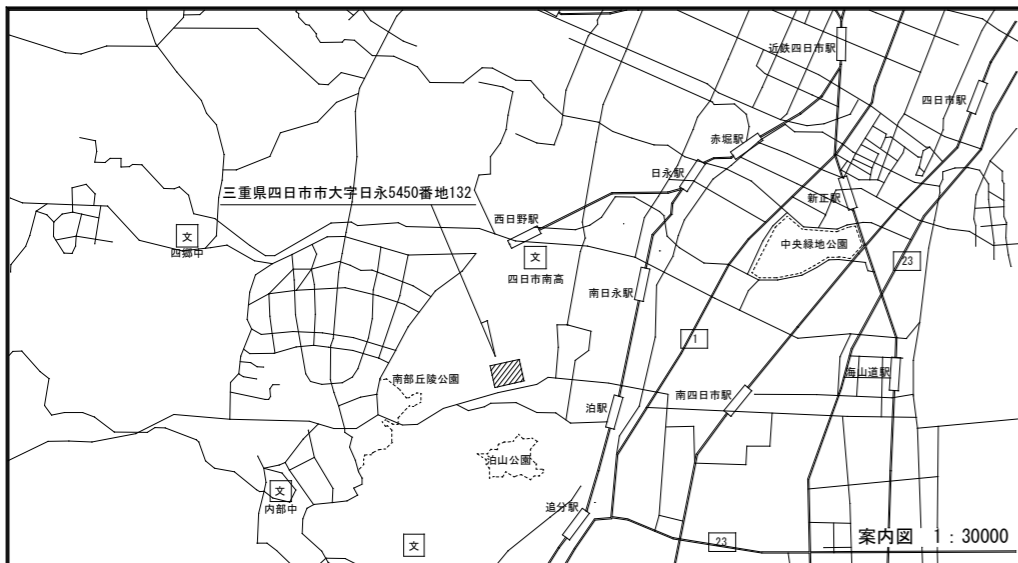 近鉄四日市駅
四日市駅
赤堀駅
日永駅
三重県四日市市大字日永5450番地132
新正駅
西日野駅
文
四郷中
中央緑地公園
文
四日市南高
23
南日永駅
1
海山道駅
南部丘陵公園
南四日市駅
泊駅
泊山公園
文
内部中
追分駅
文
23
案内図 1:30000